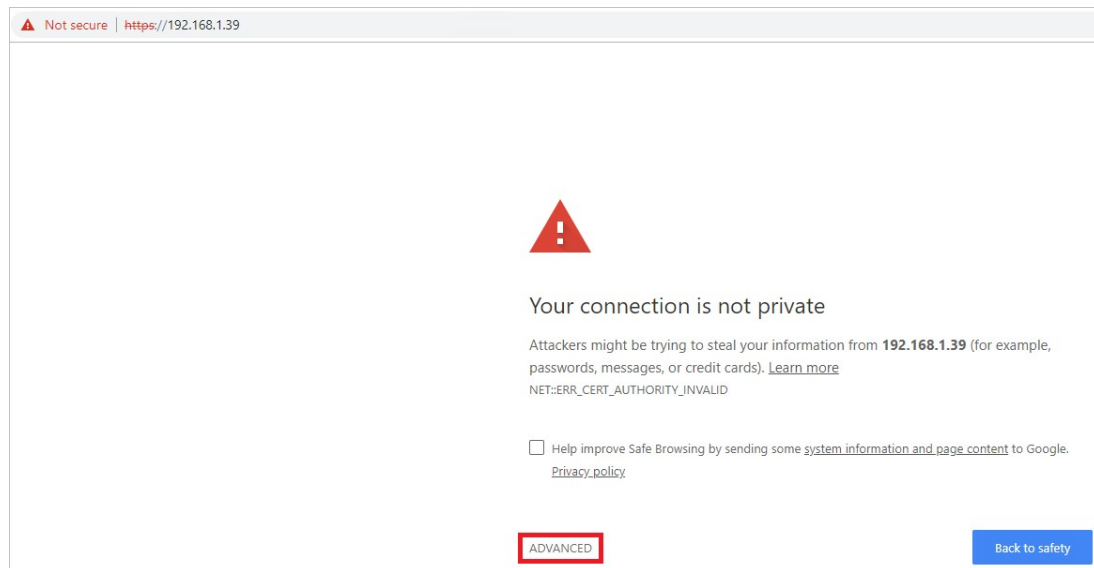 Not secure | https://192.168.1.39
Your connection is not private
Attackers might be trying to steal your information from 192.168.1.39 (for example,
passwords, messages, or credit cards). Learn more
NET::ERR_CERT_AUTHORITY_INVALID
Help improve Safe Browsing by sending some system information and page content to Google.
Privacy policy
ADVANCED
Back to safety